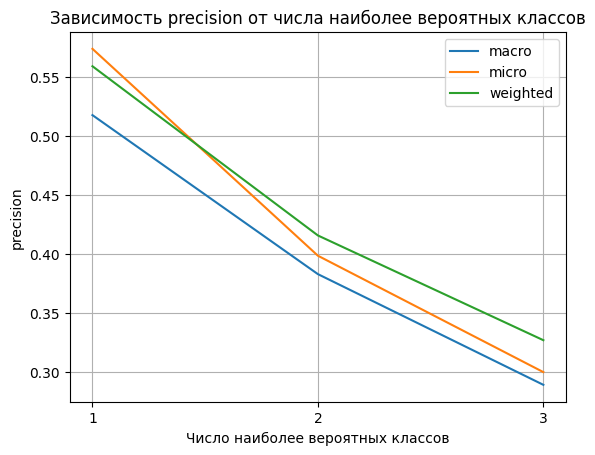 Зависимость precision от числа наиболее вероятных классов
macro
micro
weighted
precision
0.55
0.50
0.45
0.40
0.35
0.30
1
2
3
Число наиболее вероятных классов